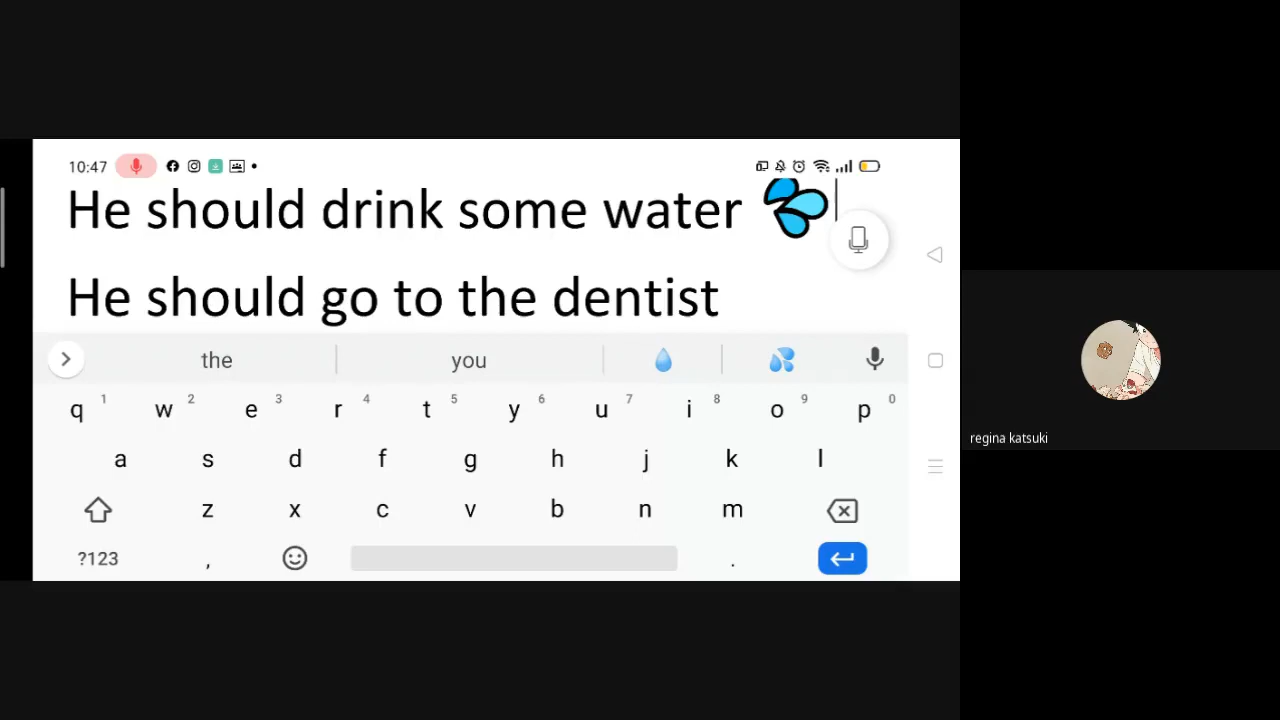 10:47
He should drink some water 💦
He should go to the dentist
the you 💧 💦
q 1 w 2 e 3 r 4 t 5 y 6 u 7 i 8 o 9 p 0
a s d f g h j k l
z x c v b n m
?123 , .
regina katsuki